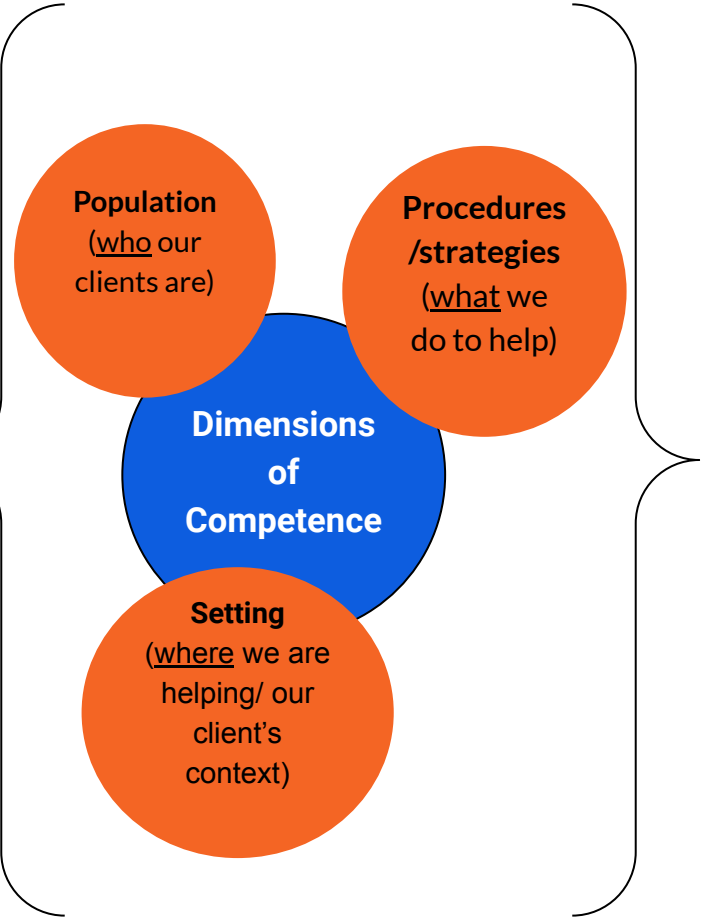 Population
(who our
clients are)
Procedures
/strategies
(what we
do to help)
Dimensions
of
Competence
Setting
(where we are
helping/ our
client’s
context)